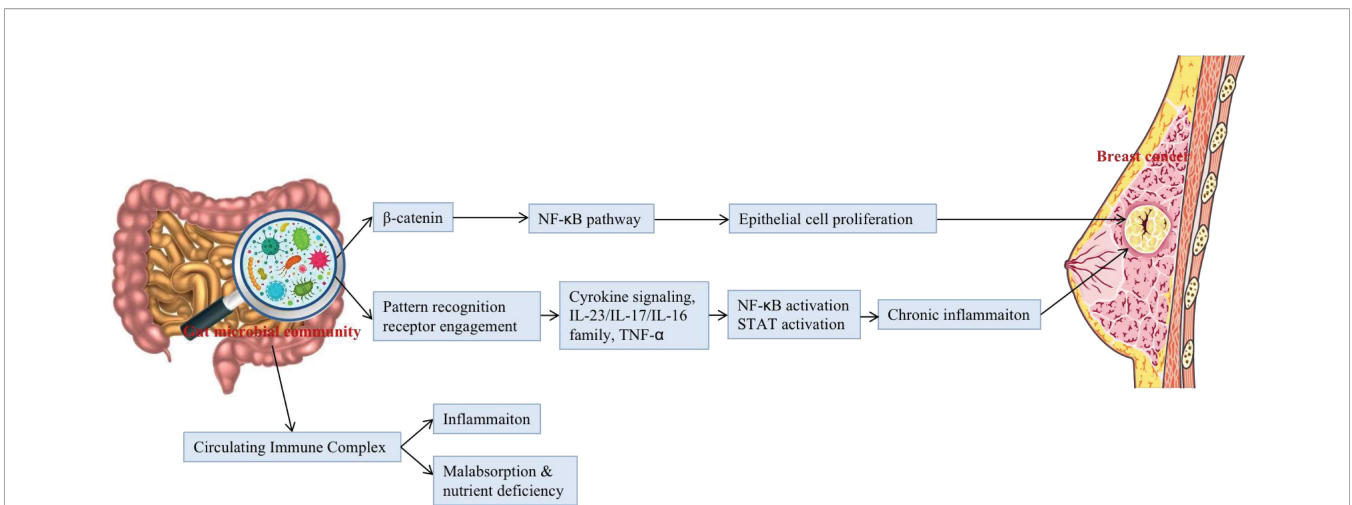 Breast cancel
β-catenin
NF-κB pathway
Epithelial cell proliferation
Pattern recognition
receptor engagement
Cyrokine signaling,
IL-23/IL-17/IL-16
family, TNF-α
NF-κB activation
STAT activation
Chronic inflammaiton
Gut microbial community
Circulating Immune Complex
Inflammaiton
Malabsorption &
nutrient deficiency